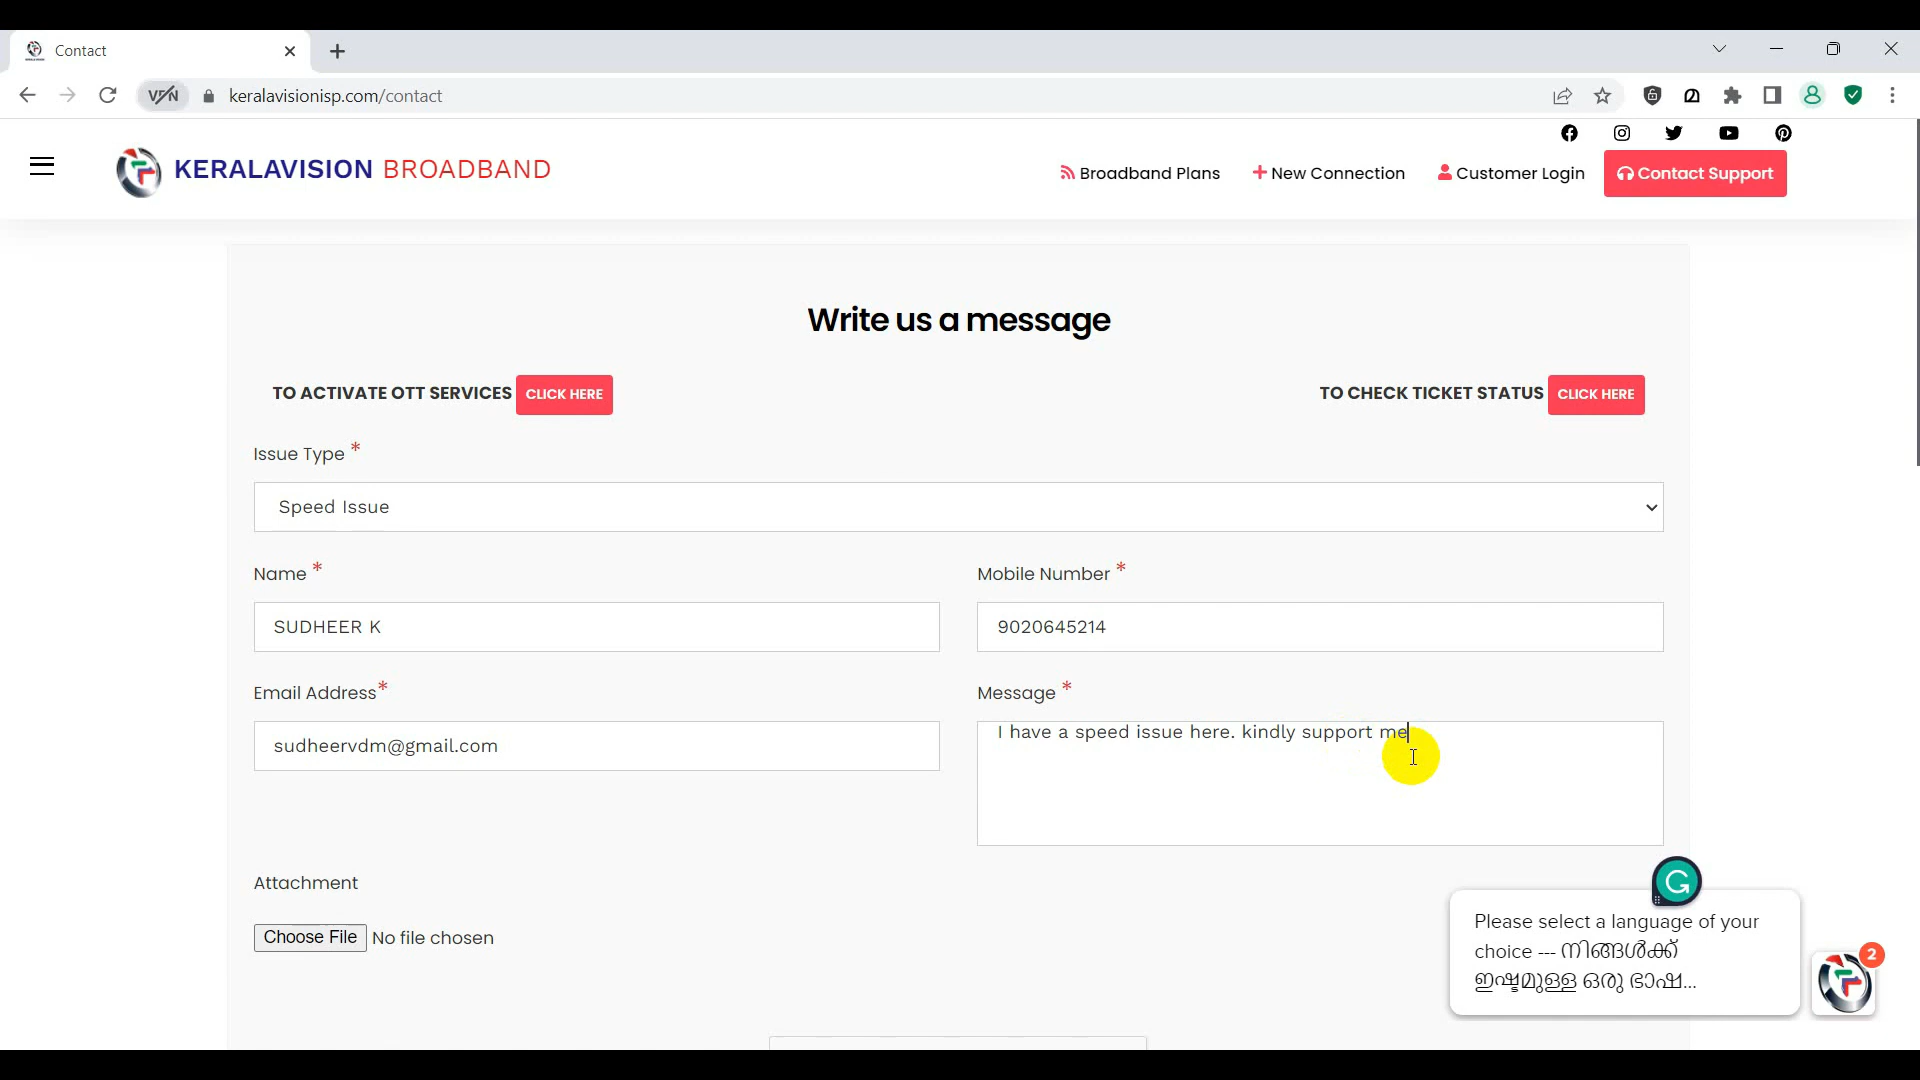 Contact
keralavisionisp.com/contact
KERALAVISION BROADBAND
Broadband Plans
New Connection
Customer Login
Contact Support
Write us a message
TO ACTIVATE OTT SERVICES CLICK HERE
TO CHECK TICKET STATUS CLICK HERE
Issue Type *
Speed Issue
Name *
Mobile Number *
SUDHEER K
9020645214
Email Address*
Message *
sudheervdm@gmail.com
I have a speed issue here. kindly support me
Attachment
Choose File No file chosen
Please select a language of your
choice --- നിങ്ങൾക്ക്
ഇഷ്ടമുള്ള ഒരു ഭാഷ...
2